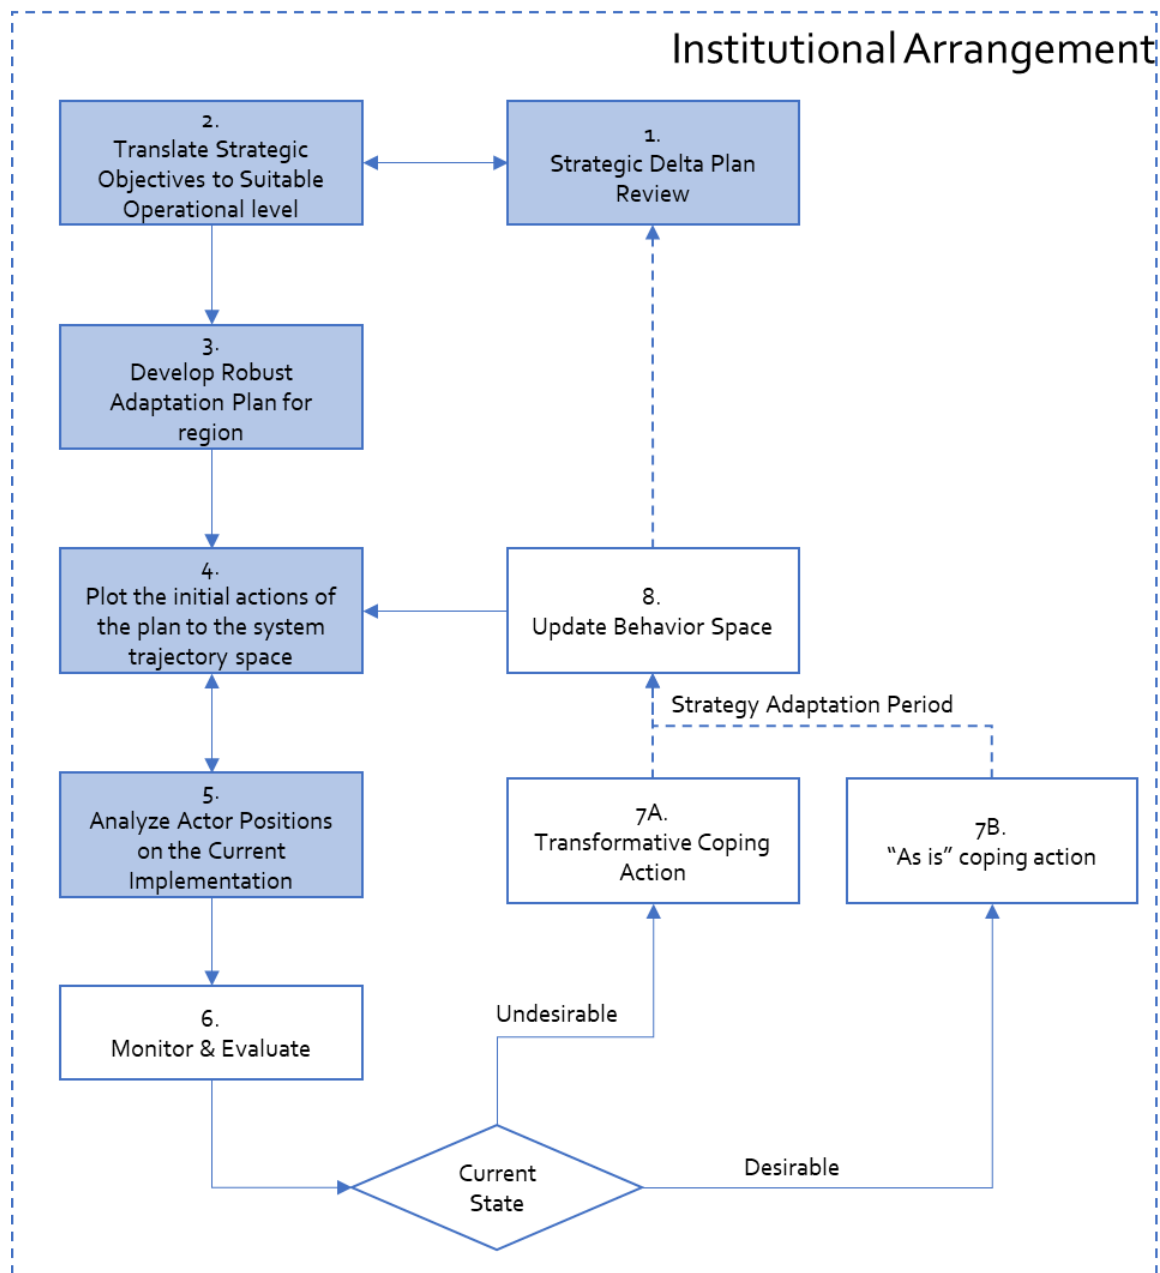 Institutional Arrangement
2.
Translate Strategic
Objectives to Suitable
Operational level
1.
Strategic Delta Plan
Review
3.
Develop Robust
Adaptation Plan for
region
4.
Plot the initial actions of
the plan to the system
trajectory space
8.
Update Behavior Space
Strategy Adaptation Period
5.
Analyze Actor Positions
on the Current
Implementation
7A.
Transformative Coping
Action
7B.
“As is” coping action
6.
Monitor & Evaluate
Undesirable
Current
State
Desirable